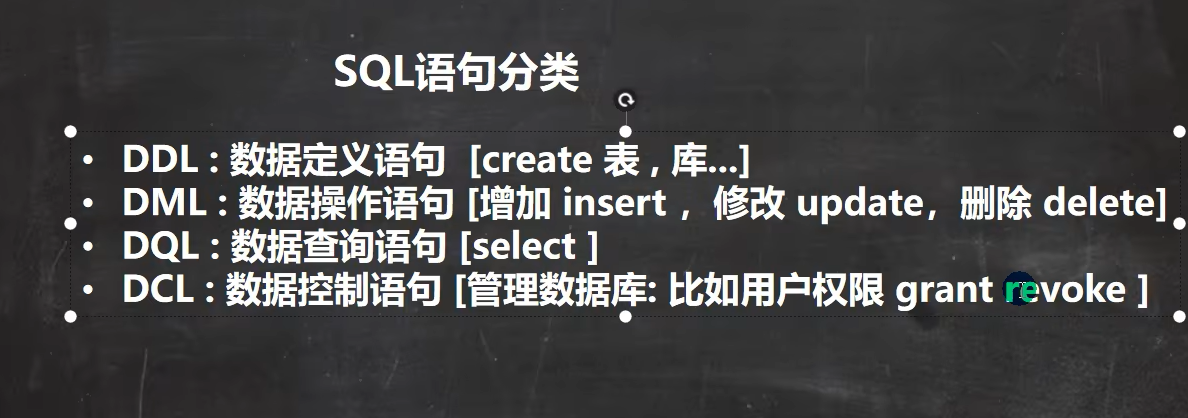 SQL语句分类
• DDL : 数据定义语句 [create 表 , 库...]
• DML : 数据操作语句 [增加 insert ，修改 update，删除 delete]
• DQL : 数据查询语句 [select ]
• DCL : 数据控制语句 [管理数据库: 比如用户权限 grant revoke ]